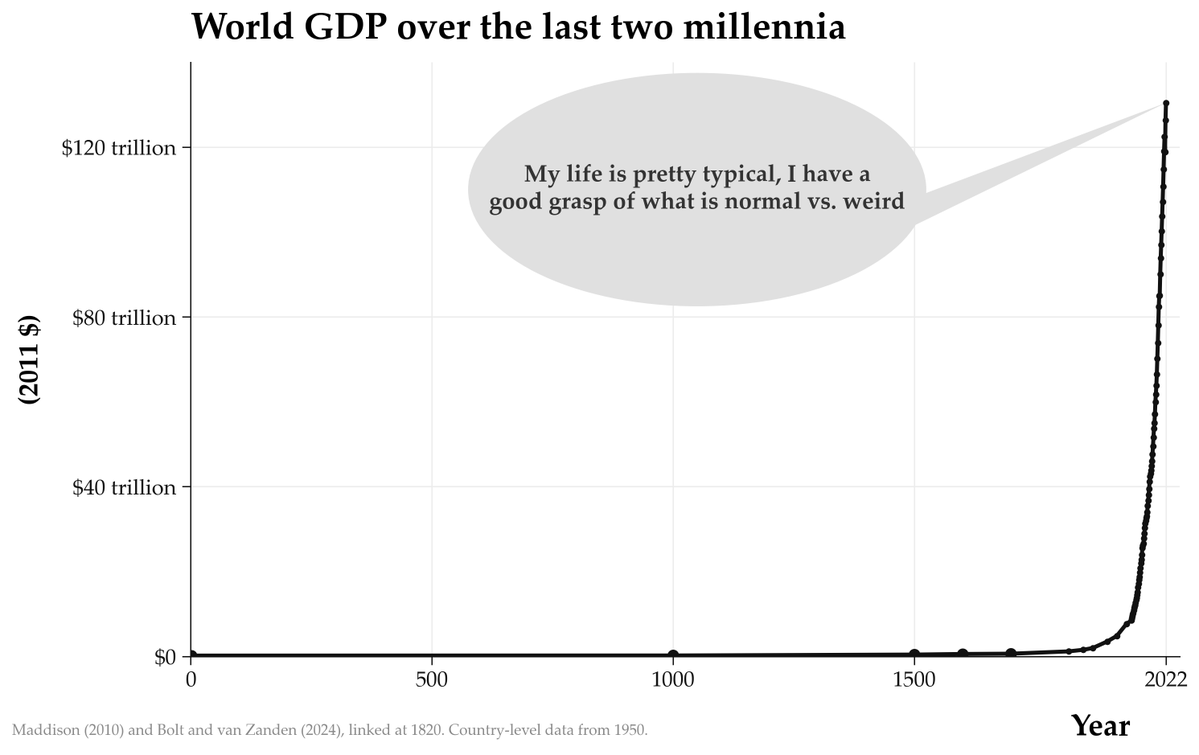 World GDP over the last two millennia
(2011 $)
$120 trillion
$80 trillion
$40 trillion
$0
My life is pretty typical, I have a
good grasp of what is normal vs. weird
0
500
1000
1500
2022
Year
Maddison (2010) and Bolt and van Zanden (2024), linked at 1820. Country-level data from 1950.